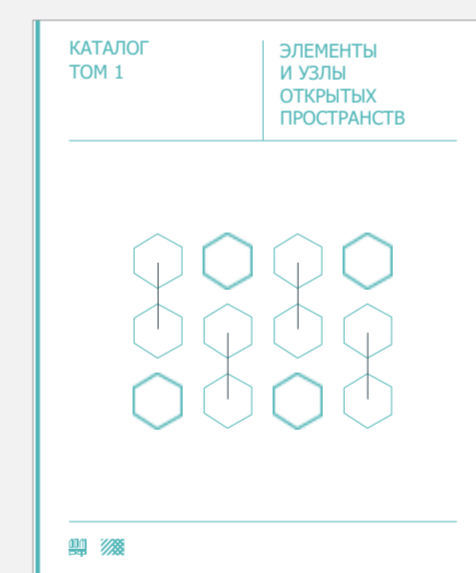 КАТАЛОГ
ТОМ 1
ЭЛЕМЕНТЫ
И УЗЛЫ
ОТКРЫТЫХ
ПРОСТРАНСТВ